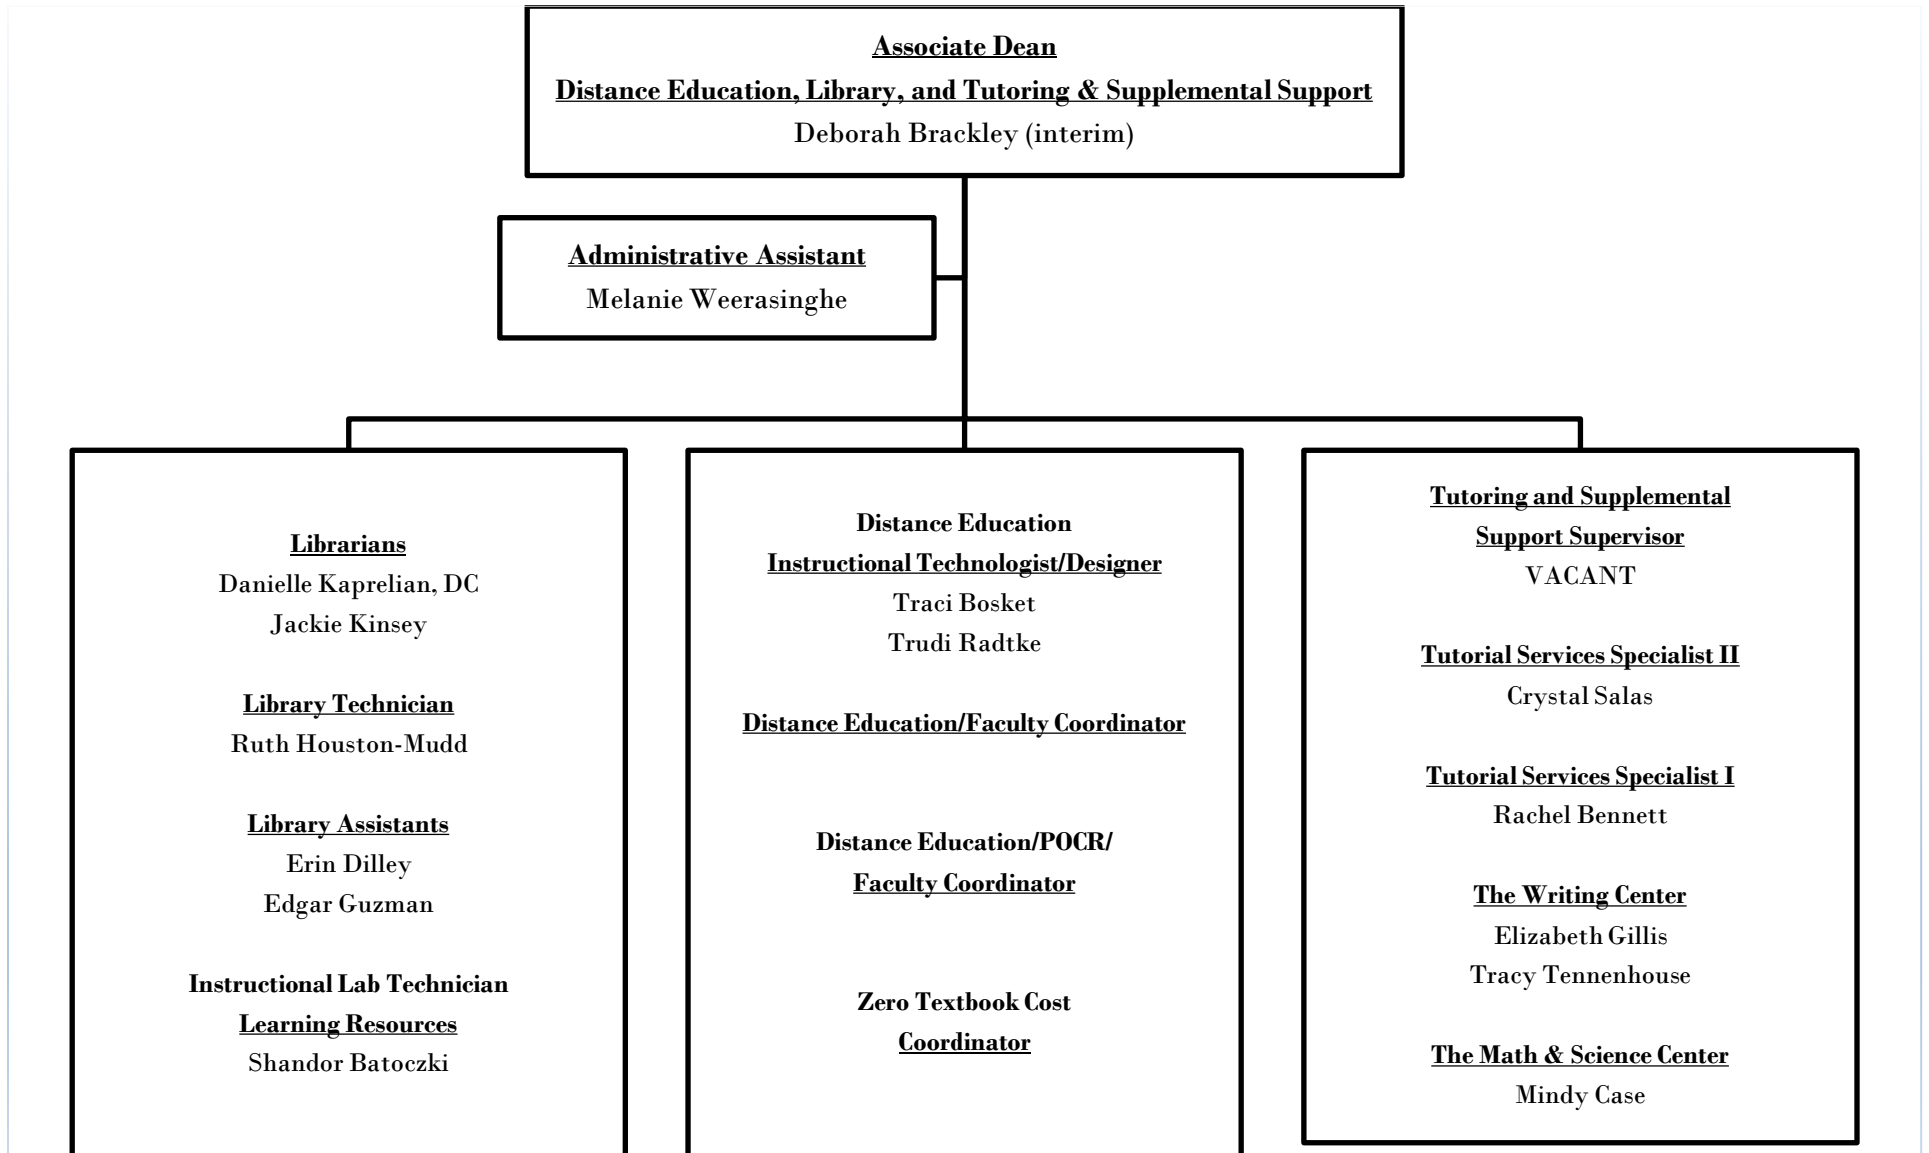 Associate Dean
Distance Education, Library, and Tutoring & Supplemental Support
Deborah Brackley (interim)
Administrative Assistant
Melanie Weerasinghe
Librarians
Danielle Kaprelian, DC
Jackie Kinsey
Library Technician
Ruth Houston-Mudd
Library Assistants
Erin Dilley
Edgar Guzman
Instructional Lab Technician
Learning Resources
Shandor Batoczki
Distance Education
Instructional Technologist/Designer
Traci Bosket
Trudi Radtke
Distance Education/Faculty Coordinator
Distance Education/POCR/
Faculty Coordinator
Zero Textbook Cost
Coordinator
Tutoring and Supplemental
Support Supervisor
VACANT
Tutorial Services Specialist II
Crystal Salas
Tutorial Services Specialist I
Rachel Bennett
The Writing Center
Elizabeth Gillis
Tracy Tennenhouse
The Math & Science Center
Mindy Case